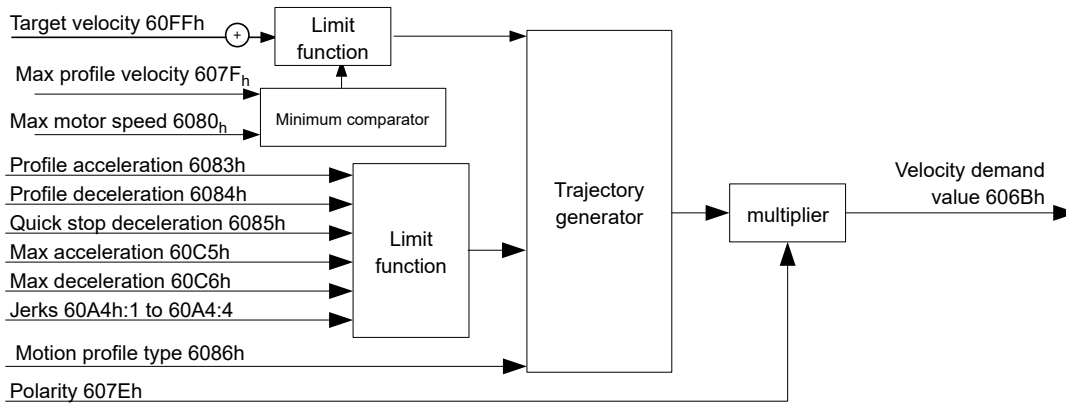 Target velocity 60FFh
+
Limit
function
Max profile velocity 607Fh
Max motor speed 6080h
Minimum comparator
Profile acceleration 6083h
Profile deceleration 6084h
Quick stop deceleration 6085h
Max acceleration 60C5h
Max deceleration 60C6h
Jerks 60A4h:1 to 60A4:4
Limit
function
Motion profile type 6086h
Polarity 607Eh
Trajectory
generator
multiplier
Velocity demand
value 606Bh